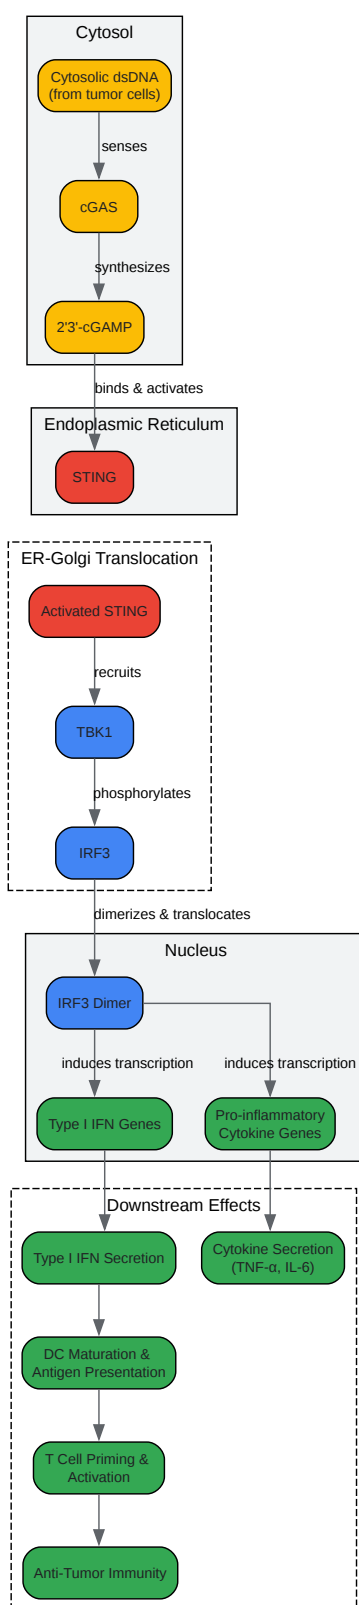 Cytosol
Cytosolic dsDNA
(from tumor cells)
senses
cGAS
synthesizes
2'3'-cGAMP
binds & activates
Endoplasmic Reticulum
STING
ER-Golgi Translocation
Activated STING
recruits
TBK1
phosphorylates
IRF3
dimerizes & translocates
Nucleus
IRF3 Dimer
induces transcription
induces transcription
Type I IFN Genes
Pro-inflammatory
Cytokine Genes
Downstream Effects
Type I IFN Secretion
Cytokine Secretion
(TNF-α, IL-6)
DC Maturation &
Antigen Presentation
T Cell Priming &
Activation
Anti-Tumor Immunity